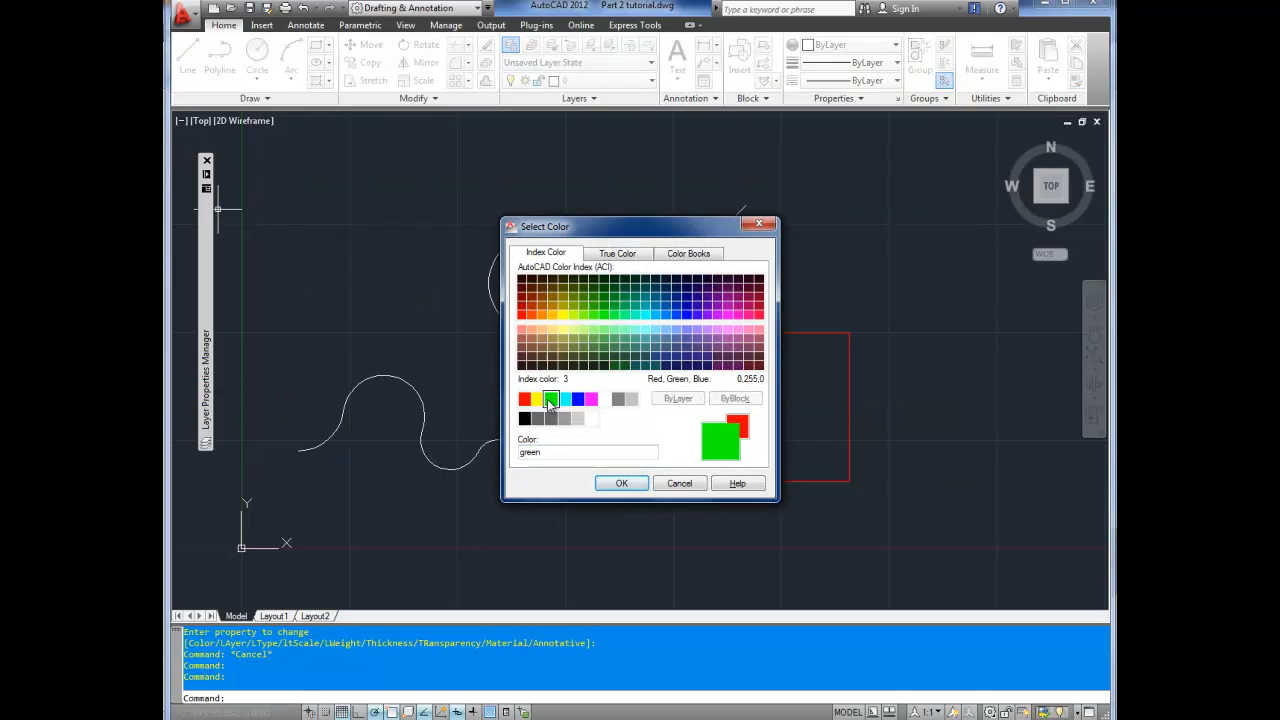 Drafting & Annotation
AutoCAD 2012 Part 2 tutorial.dwg
Type a keyword or phrase
Sign In
Home Insert Annotate Parametric View Manage Output Plug-ins Online Express Tools
Line Polyline Circle Arc
Move Rotate
Copy Mirror
Stretch Scale
Unsaved Layer State
0
Text
Insert
ByLayer
ByLayer
ByLayer
Group
Measure
Paste
Draw Modify Layers Annotation Block Properties Groups Utilities Clipboard
[−] [Top] [2D Wireframe]
N
W TOP E
S
WCS
Layer Properties Manager
Select Color
Index Color True Color Color Books
AutoCAD Color Index (ACI):
Index color: 3 Red, Green, Blue: 0,255,0
ByLayer ByBlock
Color:
green
OK Cancel Help
Y
X
Model Layout1 Layout2
Enter property to change
[Color/LAyer/LType/ltScale/LWeight/Thickness/TRansparency/Material/Annotative]:
Command: *Cancel*
Command:
Command:
Command:
MODEL 1:1